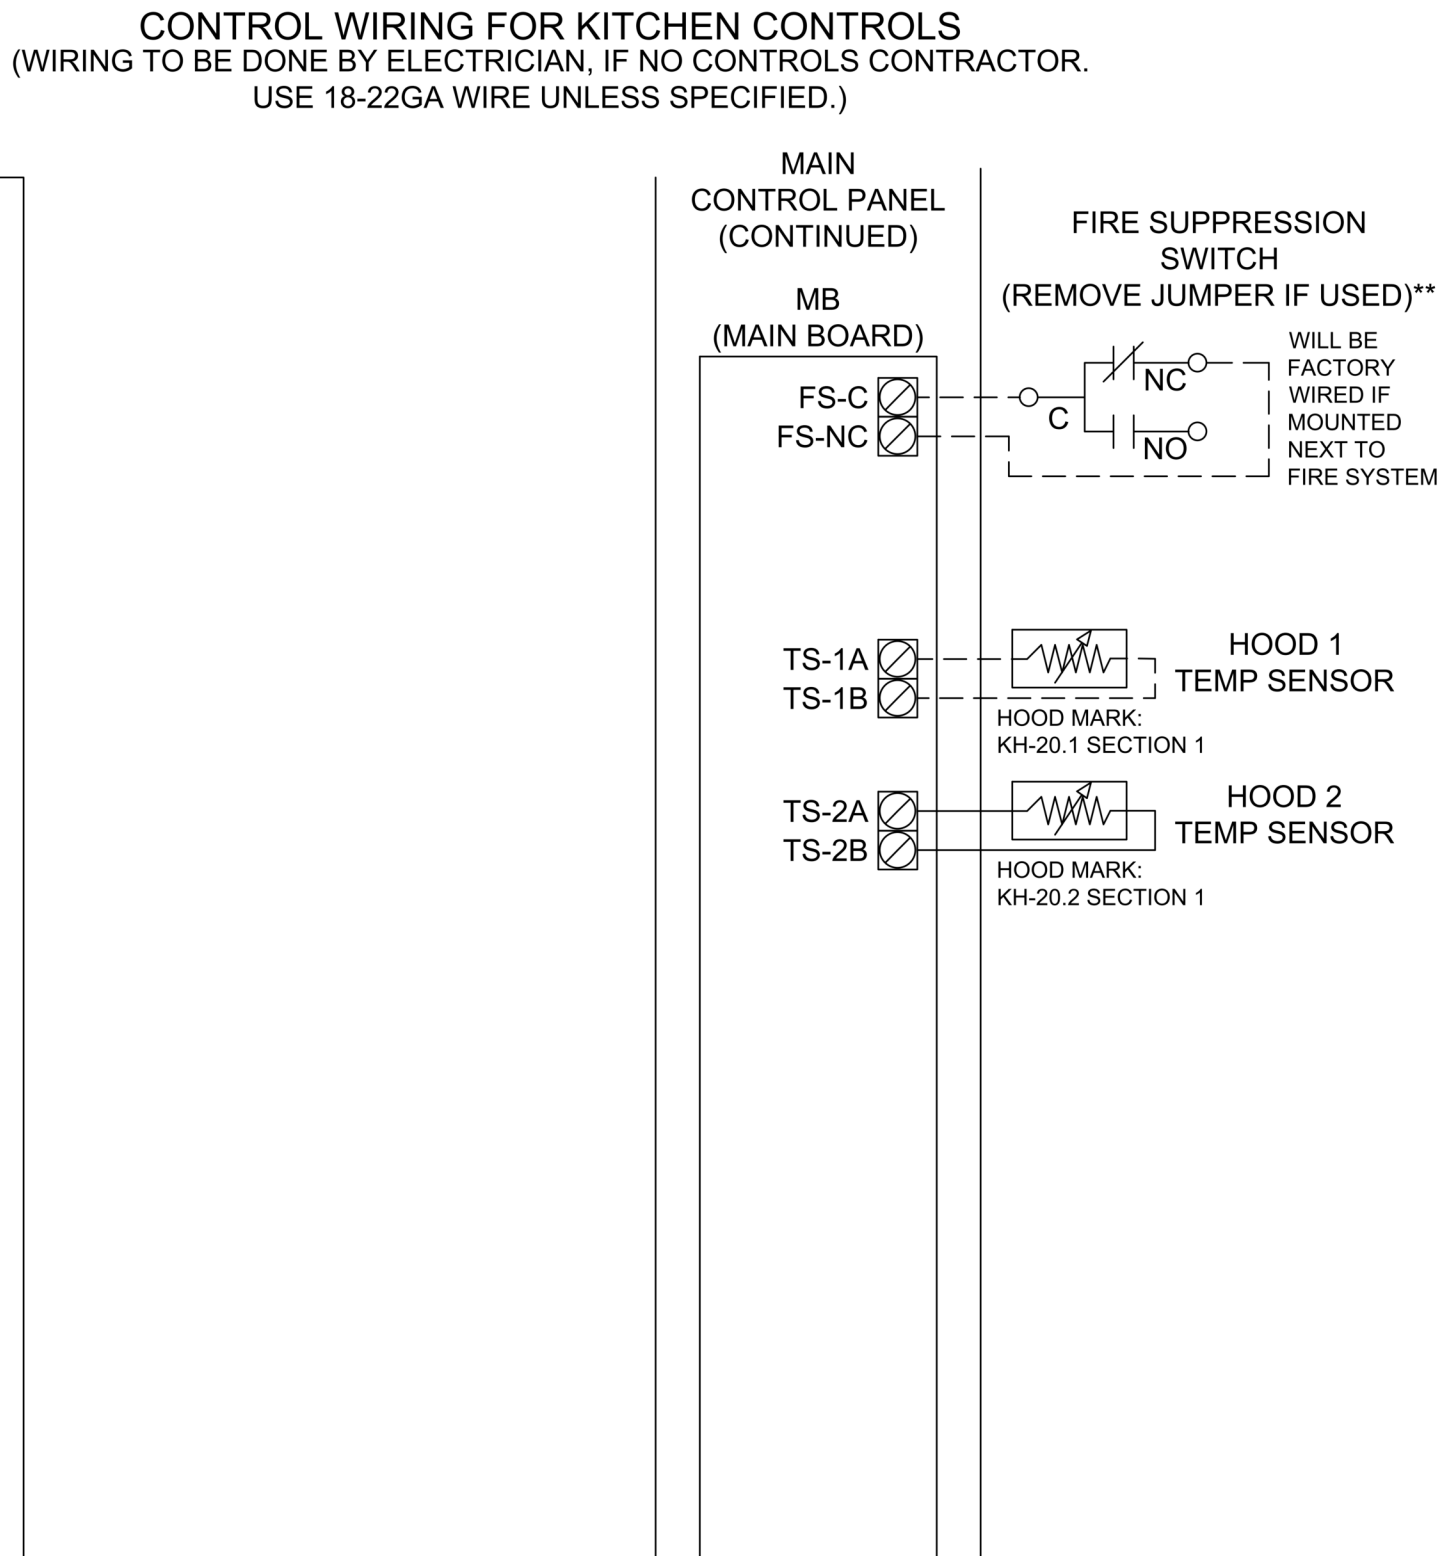 CONTROL WIRING FOR KITCHEN CONTROLS
(WIRING TO BE DONE BY ELECTRICIAN, IF NO CONTROLS CONTRACTOR.
USE 18-22GA WIRE UNLESS SPECIFIED.)
MAIN
CONTROL PANEL
(CONTINUED)
MB
(MAIN BOARD)
FIRE SUPPRESSION
SWITCH
(REMOVE JUMPER IF USED)**
FS-C
FS-NC
C
NC
NO
WILL BE
FACTORY
WIRED IF
MOUNTED
NEXT TO
FIRE SYSTEM
TS-1A
TS-1B
HOOD 1
TEMP SENSOR
HOOD MARK:
KH-20.1 SECTION 1
TS-2A
TS-2B
HOOD 2
TEMP SENSOR
HOOD MARK:
KH-20.2 SECTION 1